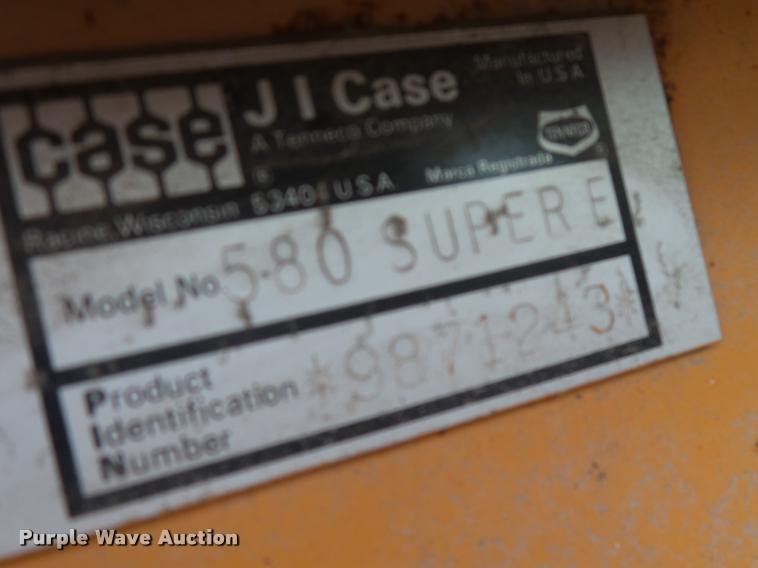 case
J I Case
A Tenneco Company
Manufactured
in U S A
TENNECO
Racine, Wisconsin 53404 U S A
Marca Registrada
Model No. 580 SUPER E
Product
Identification
Number
*9871243*
Purple Wave Auction